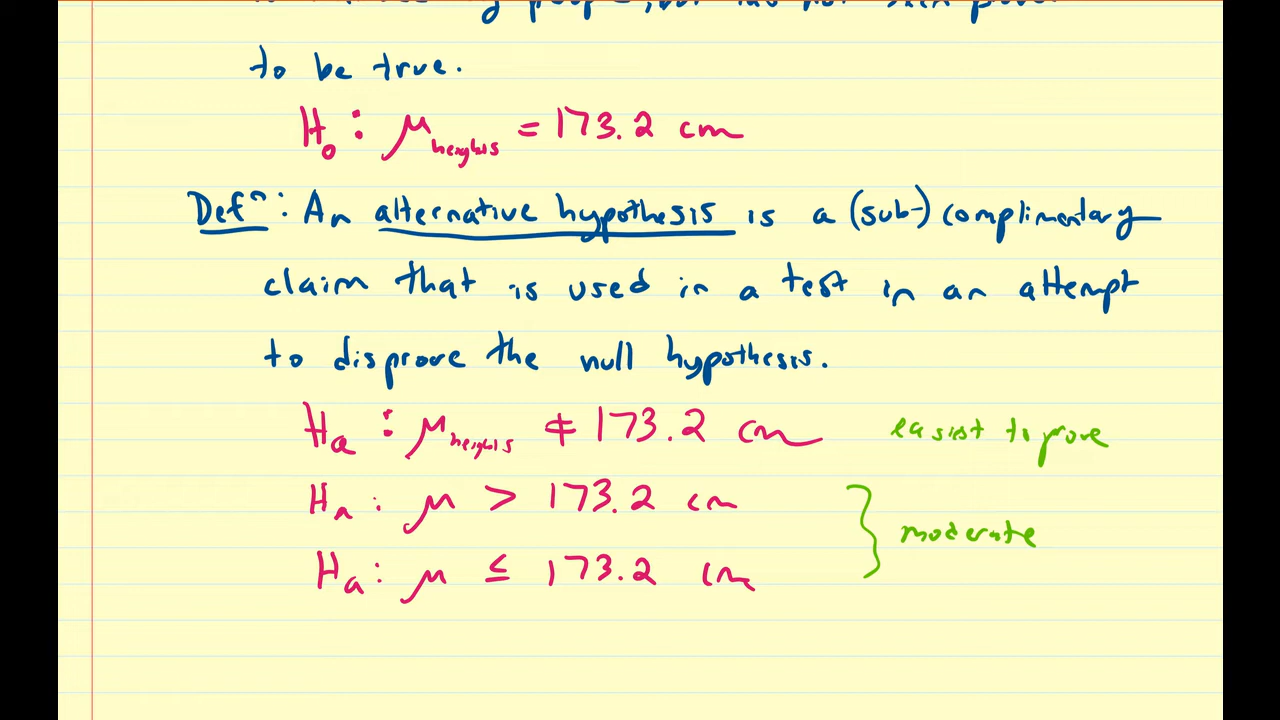 to be true.
H₀ : μ heights = 173.2 cm
Defⁿ : An alternative hypothesis is a (sub-) complimentary
claim that is used in a test in an attempt
to disprove the null hypothesis.
Ha : μ heights ≠ 173.2 cm easiest to prove
Ha : μ > 173.2 cm
moderate
Ha : μ ≤ 173.2 cm